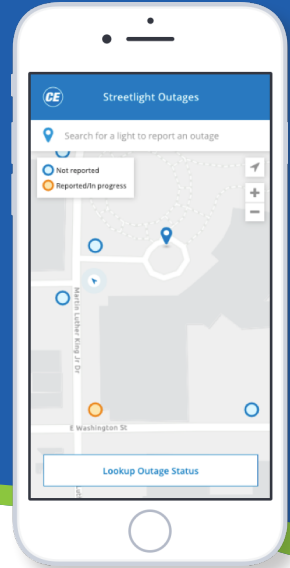 CE
Streetlight Outages
Search for a light to report an outage
Not reported
Reported/In progress
Martin Luther King Jr Dr
E Washington St
Lookup Outage Status